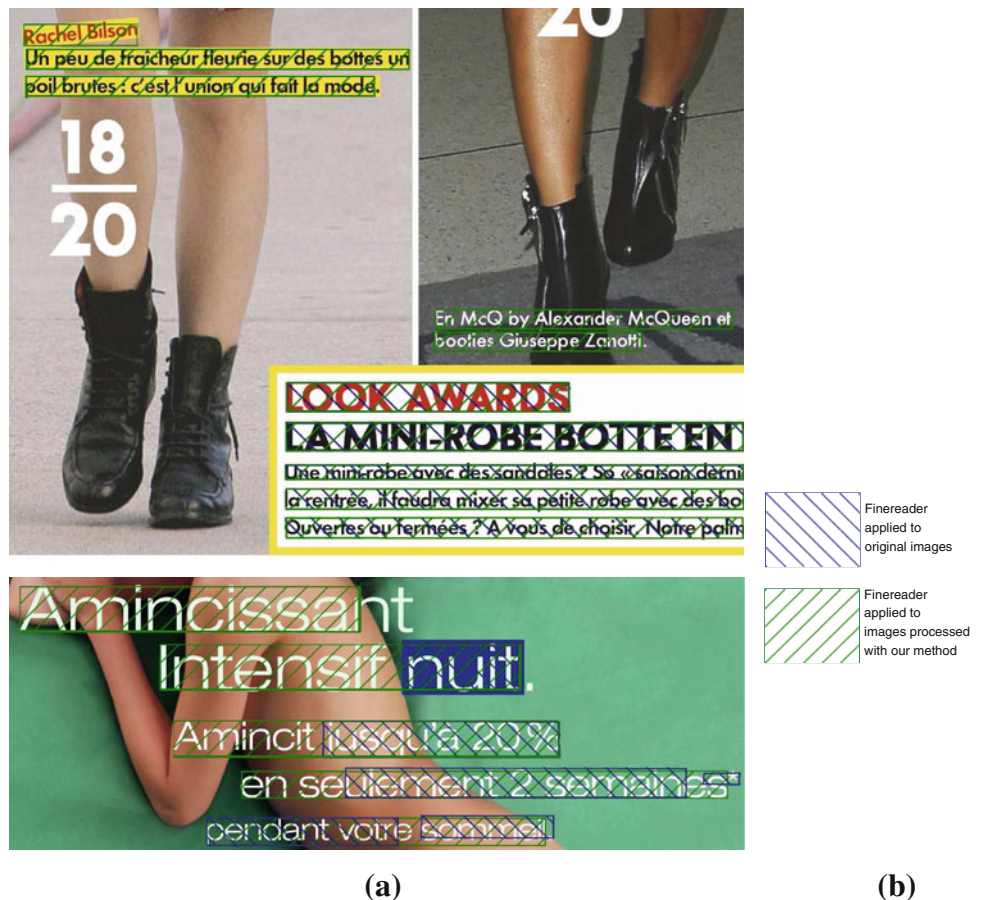 Rachel Bilson
Un peu de fraîcheur fleurie sur des bottes un
poil brutes : c'est l'union qui fait la mode.
18
20
20
En McQ by Alexander McQueen et
booties Giuseppe Zanotti.
LOOK AWARDS
LA MINI-ROBE BOTTE EN
Une mini-robe avec des sandales ? So « saison derni
la rentrée, il faudra mixer sa petite robe avec des bo
Ouvertes ou fermées ? A vous de choisir. Notre palm
Amincissant
Intensif nuit.
Amincit jusqu'à 20%
en seulement 2 semaines*
pendant votre sommeil
Finereader
applied to
original images
Finereader
applied to
images processed
with our method
(a)
(b)